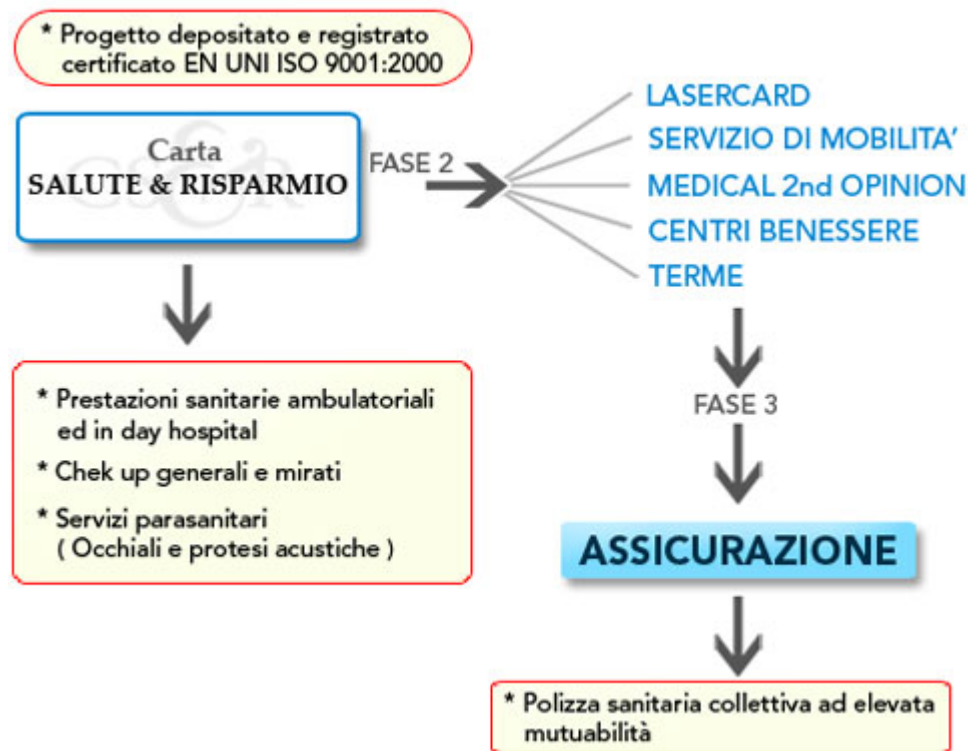 * Progetto depositato e registrato
certificato EN UNI ISO 9001:2000
Carta
SALUTE & RISPARMIO
CS&R
FASE 2
LASERCARD
SERVIZIO DI MOBILITA'
MEDICAL 2nd OPINION
CENTRI BENESSERE
TERME
* Prestazioni sanitarie ambulatoriali
ed in day hospital
* Chek up generali e mirati
* Servizi parasanitari
( Occhiali e protesi acustiche )
FASE 3
ASSICURAZIONE
* Polizza sanitaria collettiva ad elevata
mutuabilità